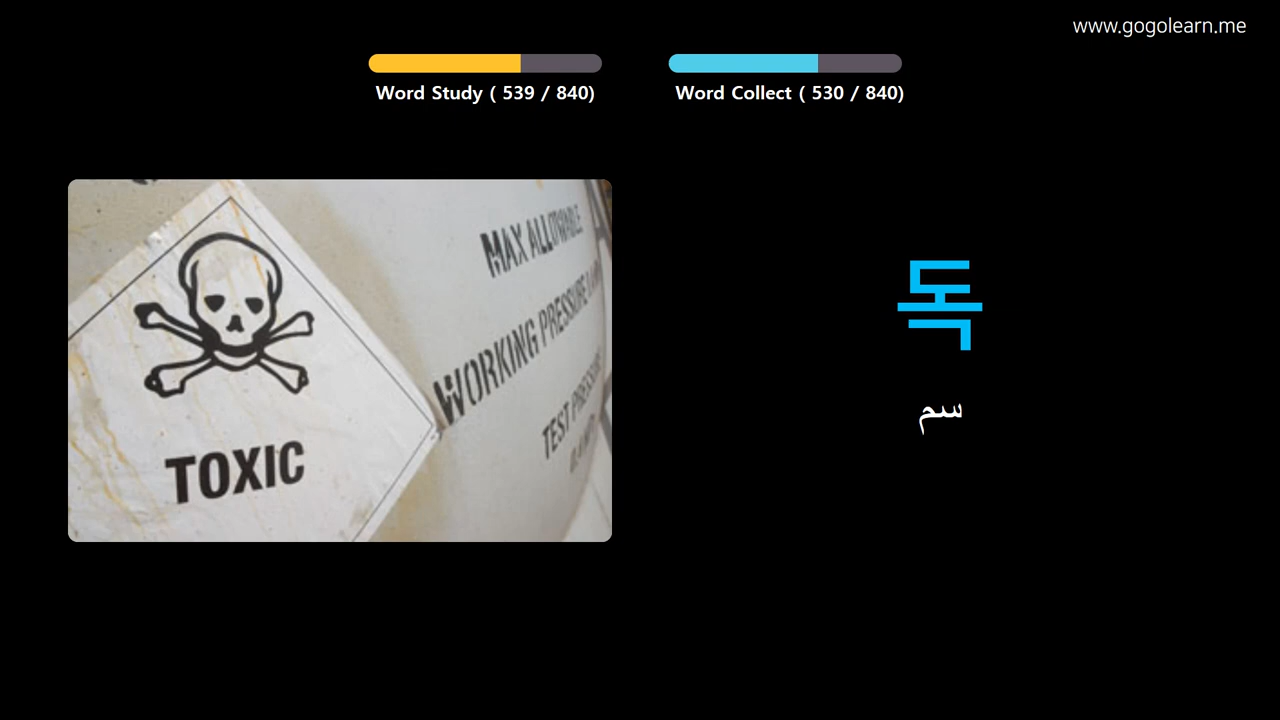 www.gogolearn.me
Word Study ( 539 / 840)
Word Collect ( 530 / 840)
MAX ALLOWABLE
WORKING PRESSURE
TEST PRESSURE
TOXIC
독
سم